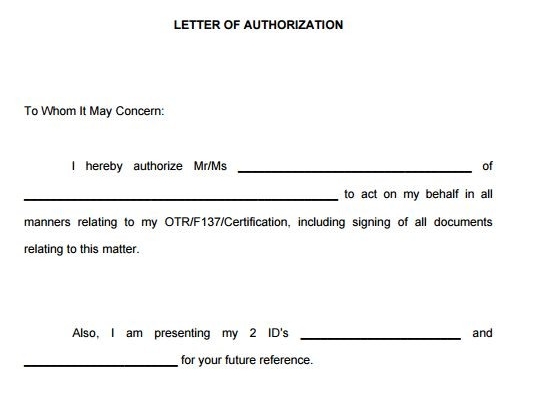 LETTER OF AUTHORIZATION
To Whom It May Concern:
I hereby authorize Mr/Ms ______________________________ of
________________________________________ to act on my behalf in all
manners relating to my OTR/F137/Certification, including signing of all documents
relating to this matter.
Also, I am presenting my 2 ID's ____________________ and
____________________ for your future reference.